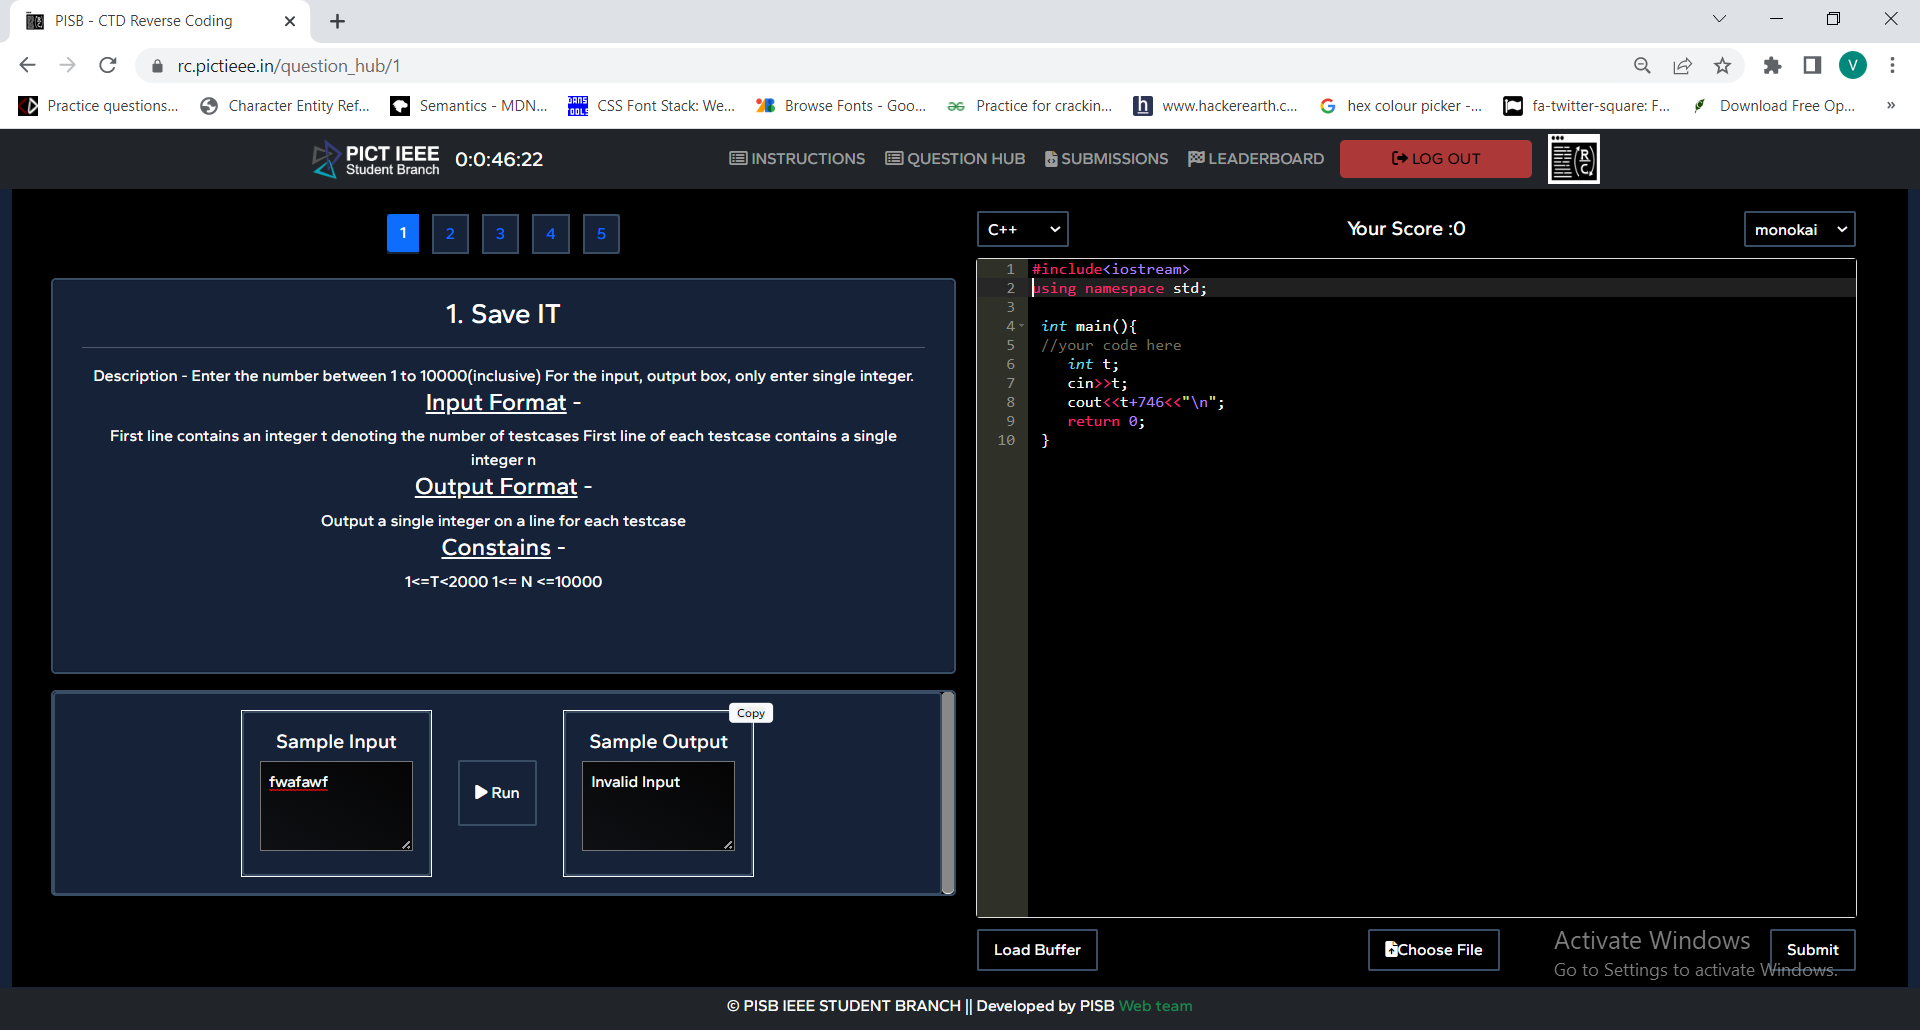 PISB - CTD Reverse Coding
rc.pictieee.in/question_hub/1
V
Practice questions...
Character Entity Ref...
Semantics - MDN...
CSS Font Stack: We...
Browse Fonts - Goo...
Practice for crackin...
www.hackerearth.c...
hex colour picker -...
fa-twitter-square: F...
Download Free Op...
»
PICT IEEE
Student Branch
0:0:46:22
INSTRUCTIONS
QUESTION HUB
SUBMISSIONS
LEADERBOARD
LOG OUT
1
2
3
4
5
C++
Your Score :0
monokai
1. Save IT
Description - Enter the number between 1 to 10000(inclusive) For the input, output box, only enter single integer.
Input Format -
First line contains an integer t denoting the number of testcases First line of each testcase contains a single
integer n
Output Format -
Output a single integer on a line for each testcase
Constains -
1<=T<2000 1<= N <=10000
Sample Input
fwafawf
Run
Copy
Sample Output
Invalid Input
1 #include<iostream>
2 using namespace std;
3
4 int main(){
5 //your code here
6 int t;
7 cin>>t;
8 cout<<t+746<<"\n";
9 return 0;
10 }
Load Buffer
Choose File
Submit
Activate Windows
Go to Settings to activate Windows.
© PISB IEEE STUDENT BRANCH || Developed by PISB Web team